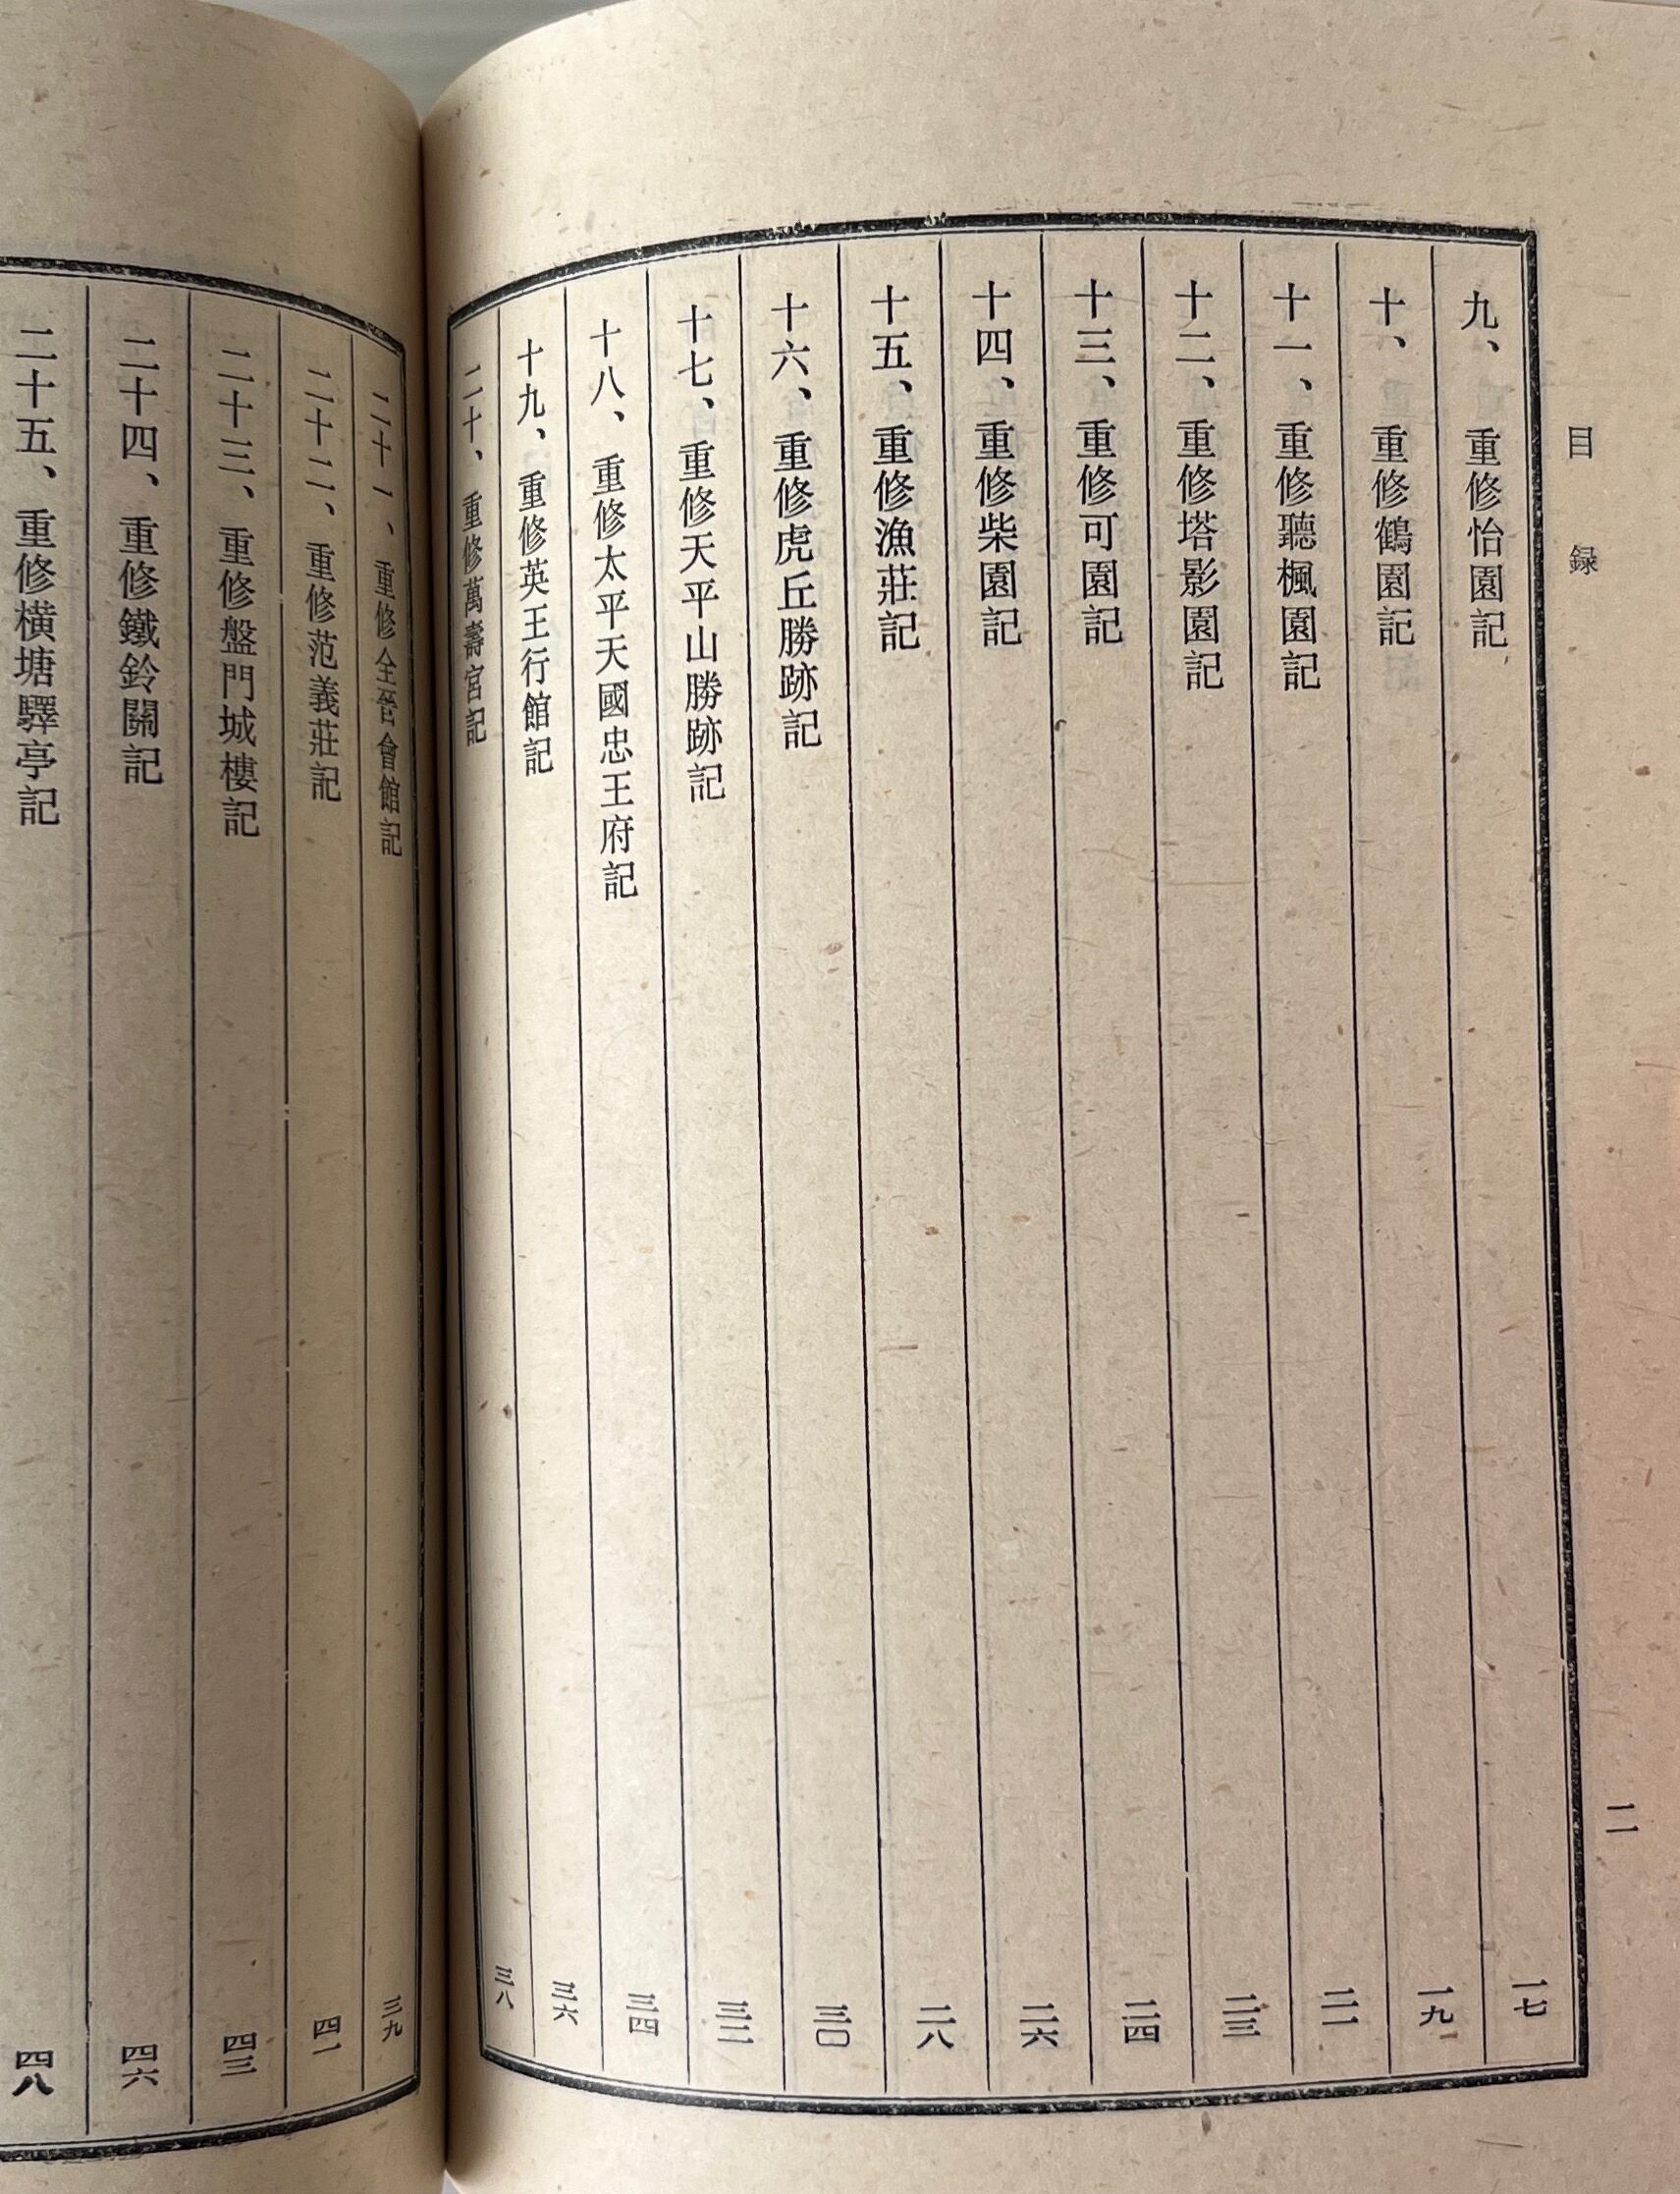 目録
二
九、重修怡園記 一七
十、重修鶴園記 一九
十一、重修聽楓園記 二一
十二、重修塔影園記 二三
十三、重修可園記 二四
十四、重修柴園記 二六
十五、重修漁莊記 二八
十六、重修虎丘勝跡記 三〇
十七、重修天平山勝跡記 三二
十八、重修太平天國忠王府記 三四
十九、重修英王行館記 三六
二十、重修萬壽宮記 三八
二十一、重修全晉會館記 三九
二十二、重修范義莊記 四一
二十三、重修盤門城樓記 四三
二十四、重修鐵鈴關記 四六
二十五、重修橫塘驛亭記 四八